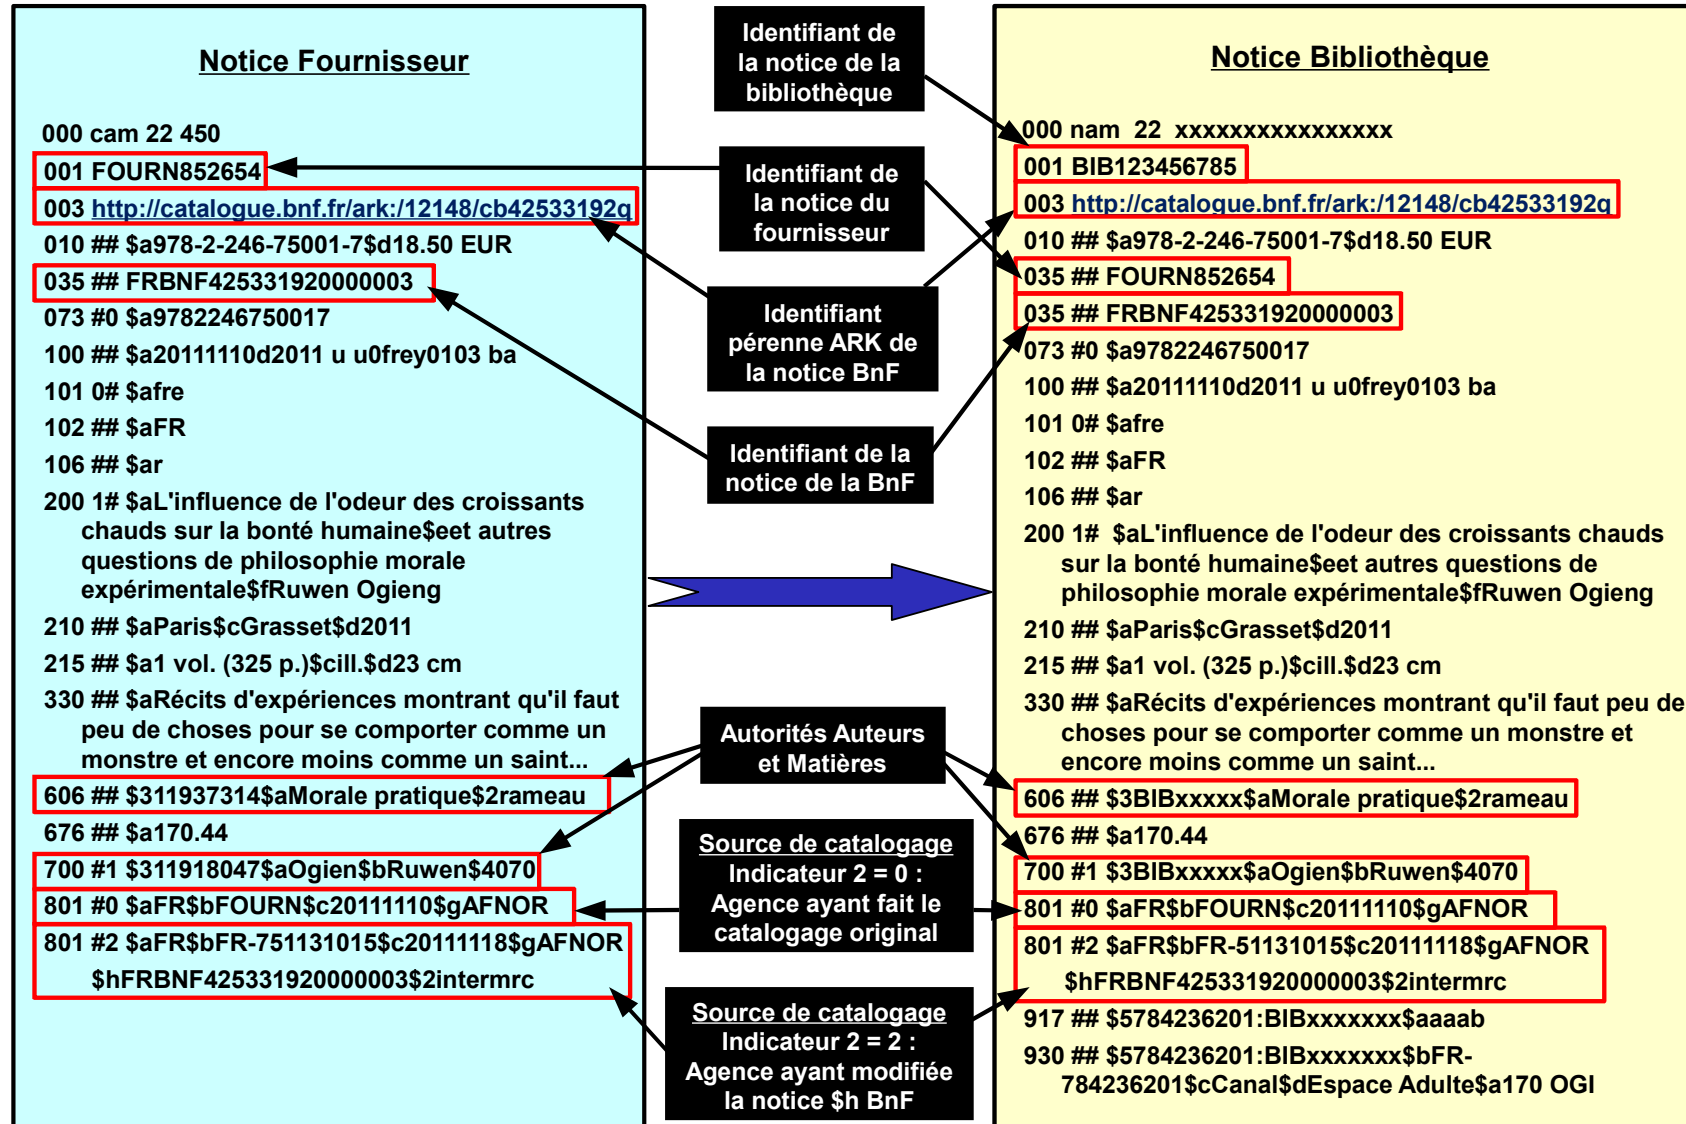 Notice Fournisseur
000 cam 22 450
001 FOURN852654
003 http://catalogue.bnf.fr/ark:/12148/cb42533192q
010 ## $a978-2-246-75001-7$d18.50 EUR
035 ## FRBNF425331920000003
073 #0 $a9782246750017
100 ## $a20111110d2011 u u0frey0103 ba
101 0# $afre
102 ## $aFR
106 ## $ar
200 1# $aL'influence de l'odeur des croissants
chauds sur la bonté humaine$eet autres
questions de philosophie morale
expérimentale$fRuwen Ogieng
210 ## $aParis$cGrasset$d2011
215 ## $a1 vol. (325 p.)$cill.$d23 cm
330 ## $aRécits d'expériences montrant qu'il faut
peu de choses pour se comporter comme un
monstre et encore moins comme un saint...
606 ## $311937314$aMorale pratique$2rameau
676 ## $a170.44
700 #1 $311918047$aOgien$bRuwen$4070
801 #0 $aFR$bFOURN$c20111110$gAFNOR
801 #2 $aFR$bFR-751131015$c20111118$gAFNOR
$hFRBNF425331920000003$2intermrc
Identifiant de
la notice de la
bibliothèque
Identifiant de
la notice du
fournisseur
Identifiant
pérenne ARK de
la notice BnF
Identifiant de la
notice de la BnF
Autorités Auteurs
et Matières
Source de catalogage
Indicateur 2 = 0 :
Agence ayant fait le
catalogage original
Source de catalogage
Indicateur 2 = 2 :
Agence ayant modifiée
la notice $h BnF
Notice Bibliothèque
000 nam  22  xxxxxxxxxxxxxxxx
001 BIB123456785
003 http://catalogue.bnf.fr/ark:/12148/cb42533192q
010 ## $a978-2-246-75001-7$d18.50 EUR
035 ## FOURN852654
035 ## FRBNF425331920000003
073 #0 $a9782246750017
100 ## $a20111110d2011 u u0frey0103 ba
101 0# $afre
102 ## $aFR
106 ## $ar
200 1#  $aL'influence de l'odeur des croissants chauds
sur la bonté humaine$eet autres questions de
philosophie morale expérimentale$fRuwen Ogieng
210 ## $aParis$cGrasset$d2011
215 ## $a1 vol. (325 p.)$cill.$d23 cm
330 ## $aRécits d'expériences montrant qu'il faut peu de
choses pour se comporter comme un monstre et
encore moins comme un saint...
606 ## $3BIBxxxxx$aMorale pratique$2rameau
676 ## $a170.44
700 #1 $3BIBxxxxx$aOgien$bRuwen$4070
801 #0 $aFR$bFOURN$c20111110$gAFNOR
801 #2 $aFR$bFR-51131015$c20111118$gAFNOR
$hFRBNF425331920000003$2intermrc
917 ## $5784236201:BIBxxxxxxx$aaaab
930 ## $5784236201:BIBxxxxxxx$bFR-
784236201$cCanal$dEspace Adulte$a170 OGI